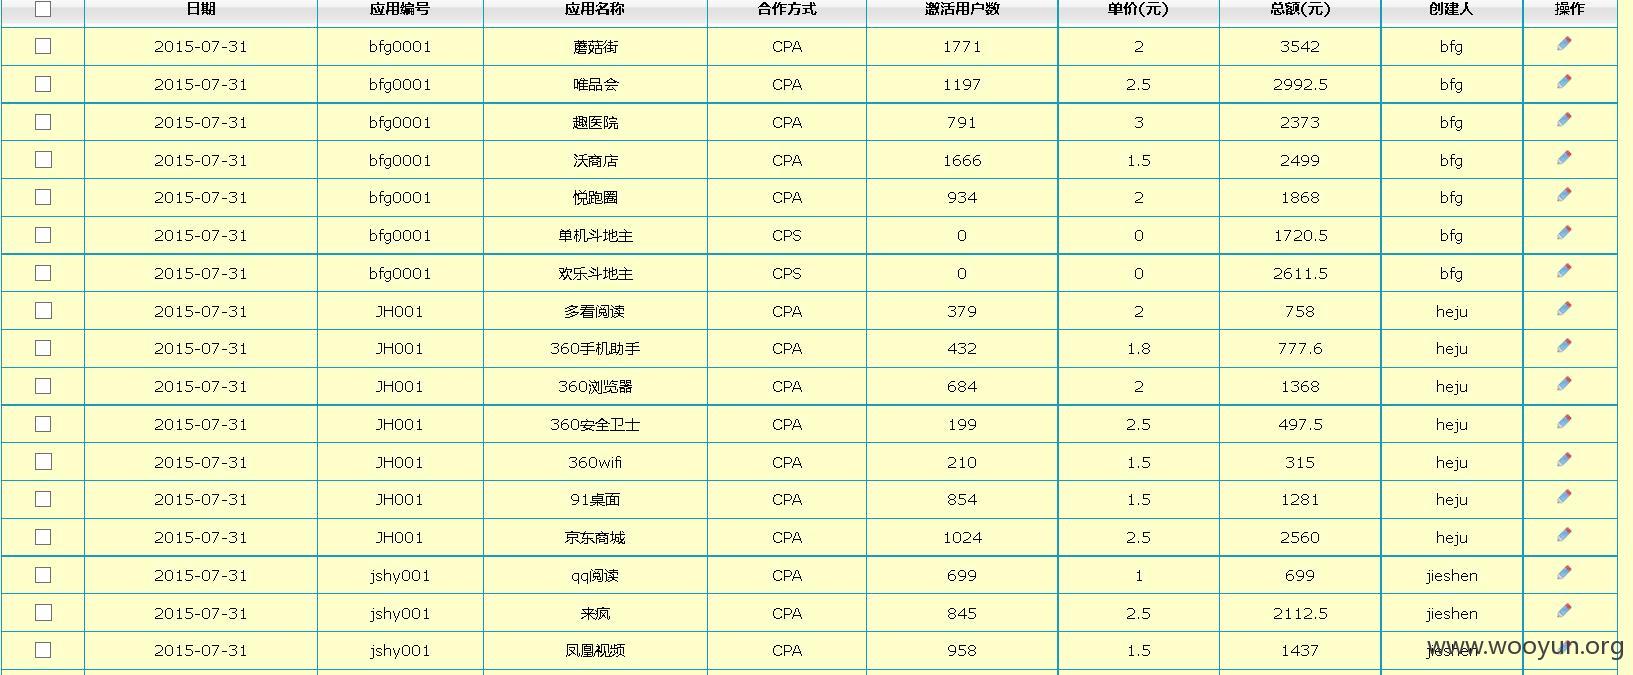 日期 应用编号 应用名称 合作方式 激活用户数 单价(元) 总额(元) 创建人 操作
2015-07-31 bfg0001 蘑菇街 CPA 1771 2 3542 bfg
2015-07-31 bfg0001 唯品会 CPA 1197 2.5 2992.5 bfg
2015-07-31 bfg0001 趣医院 CPA 791 3 2373 bfg
2015-07-31 bfg0001 沃商店 CPA 1666 1.5 2499 bfg
2015-07-31 bfg0001 悦跑圈 CPA 934 2 1868 bfg
2015-07-31 bfg0001 单机斗地主 CPS 0 0 1720.5 bfg
2015-07-31 bfg0001 欢乐斗地主 CPS 0 0 2611.5 bfg
2015-07-31 JH001 多看阅读 CPA 379 2 758 heju
2015-07-31 JH001 360手机助手 CPA 432 1.8 777.6 heju
2015-07-31 JH001 360浏览器 CPA 684 2 1368 heju
2015-07-31 JH001 360安全卫士 CPA 199 2.5 497.5 heju
2015-07-31 JH001 360wifi CPA 210 1.5 315 heju
2015-07-31 JH001 91桌面 CPA 854 1.5 1281 heju
2015-07-31 JH001 京东商城 CPA 1024 2.5 2560 heju
2015-07-31 jshy001 qq阅读 CPA 699 1 699 jieshen
2015-07-31 jshy001 来疯 CPA 845 2.5 2112.5 jieshen
2015-07-31 jshy001 凤凰视频 CPA 958 1.5 1437 jieshen
www.wooyun.org